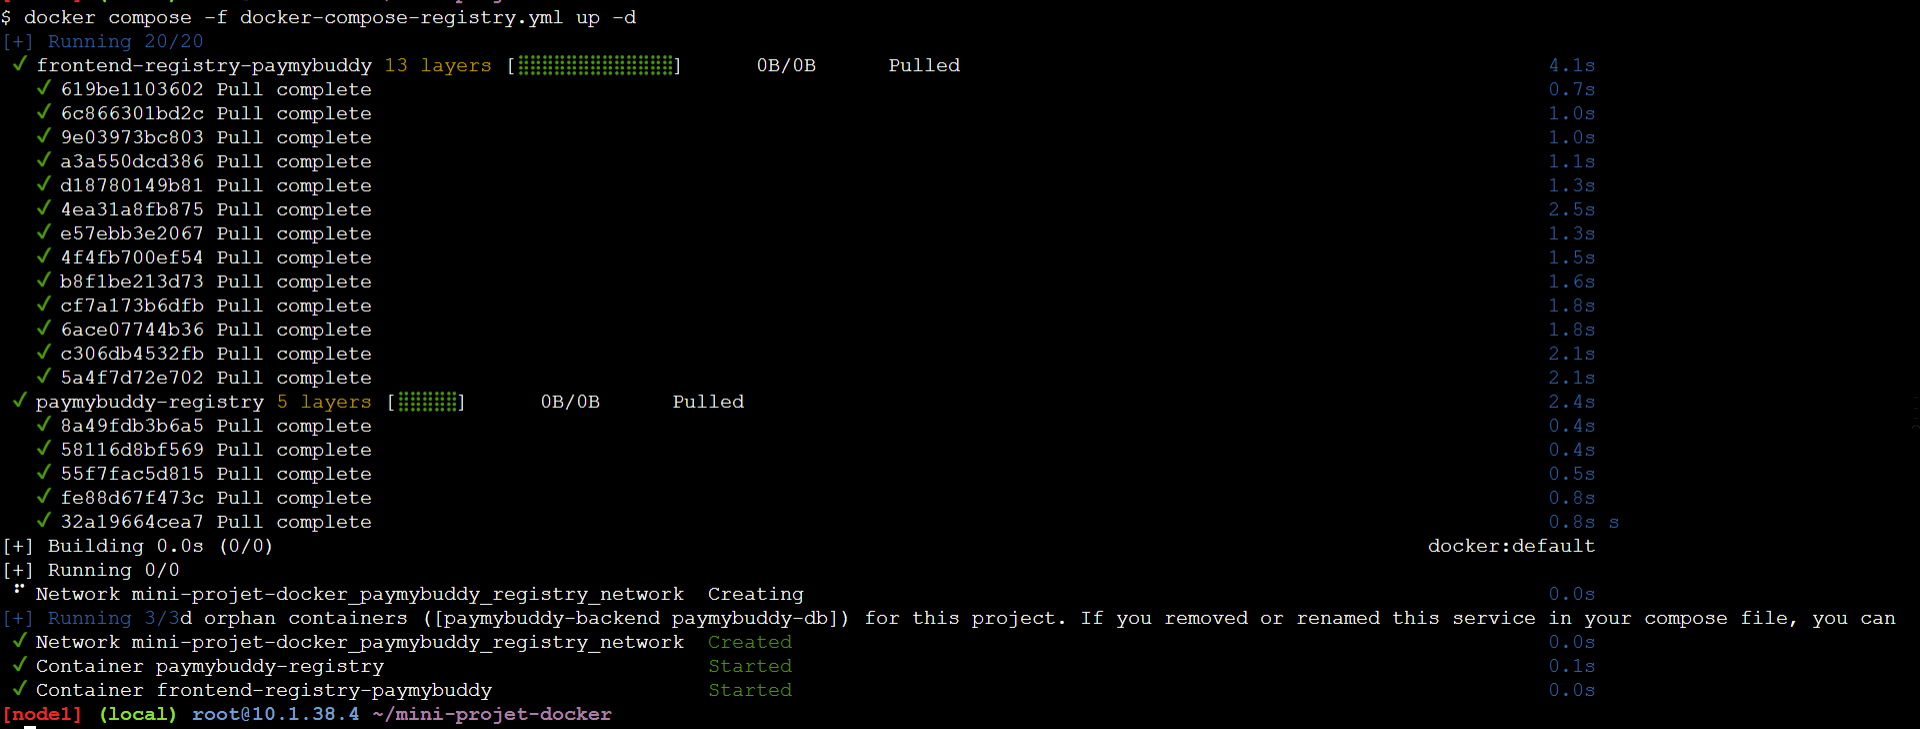 $ docker compose -f docker-compose-registry.yml up -d
[+] Running 20/20
✓ frontend-registry-paymybuddy 13 layers [⣿⣿⣿⣿⣿⣿⣿⣿⣿⣿⣿⣿⣿] 0B/0B Pulled 4.1s
✓ 619be1103602 Pull complete 0.7s
✓ 6c866301bd2c Pull complete 1.0s
✓ 9e03973bc803 Pull complete 1.0s
✓ a3a550dcd386 Pull complete 1.1s
✓ d18780149b81 Pull complete 1.3s
✓ 4ea31a8fb875 Pull complete 2.5s
✓ e57ebb3e2067 Pull complete 1.3s
✓ 4f4fb700ef54 Pull complete 1.5s
✓ b8f1be213d73 Pull complete 1.6s
✓ cf7a173b6dfb Pull complete 1.8s
✓ 6ace07744b36 Pull complete 1.8s
✓ c306db4532fb Pull complete 2.1s
✓ 5a4f7d72e702 Pull complete 2.1s
✓ paymybuddy-registry 5 layers [⣿⣿⣿⣿⣿] 0B/0B Pulled 2.4s
✓ 8a49fdb3b6a5 Pull complete 0.4s
✓ 58116d8bf569 Pull complete 0.4s
✓ 55f7fac5d815 Pull complete 0.5s
✓ fe88d67f473c Pull complete 0.8s
✓ 32a19664cea7 Pull complete 0.8s s
[+] Building 0.0s (0/0) docker:default
[+] Running 0/0
⠋ Network mini-projet-docker_paymybuddy_registry_network Creating 0.0s
[+] Running 3/3d orphan containers ([paymybuddy-backend paymybuddy-db]) for this project. If you removed or renamed this service in your compose file, you can
✓ Network mini-projet-docker_paymybuddy_registry_network Created 0.0s
✓ Container paymybuddy-registry Started 0.1s
✓ Container frontend-registry-paymybuddy Started 0.0s
[node1] (local) root@10.1.38.4 ~/mini-projet-docker